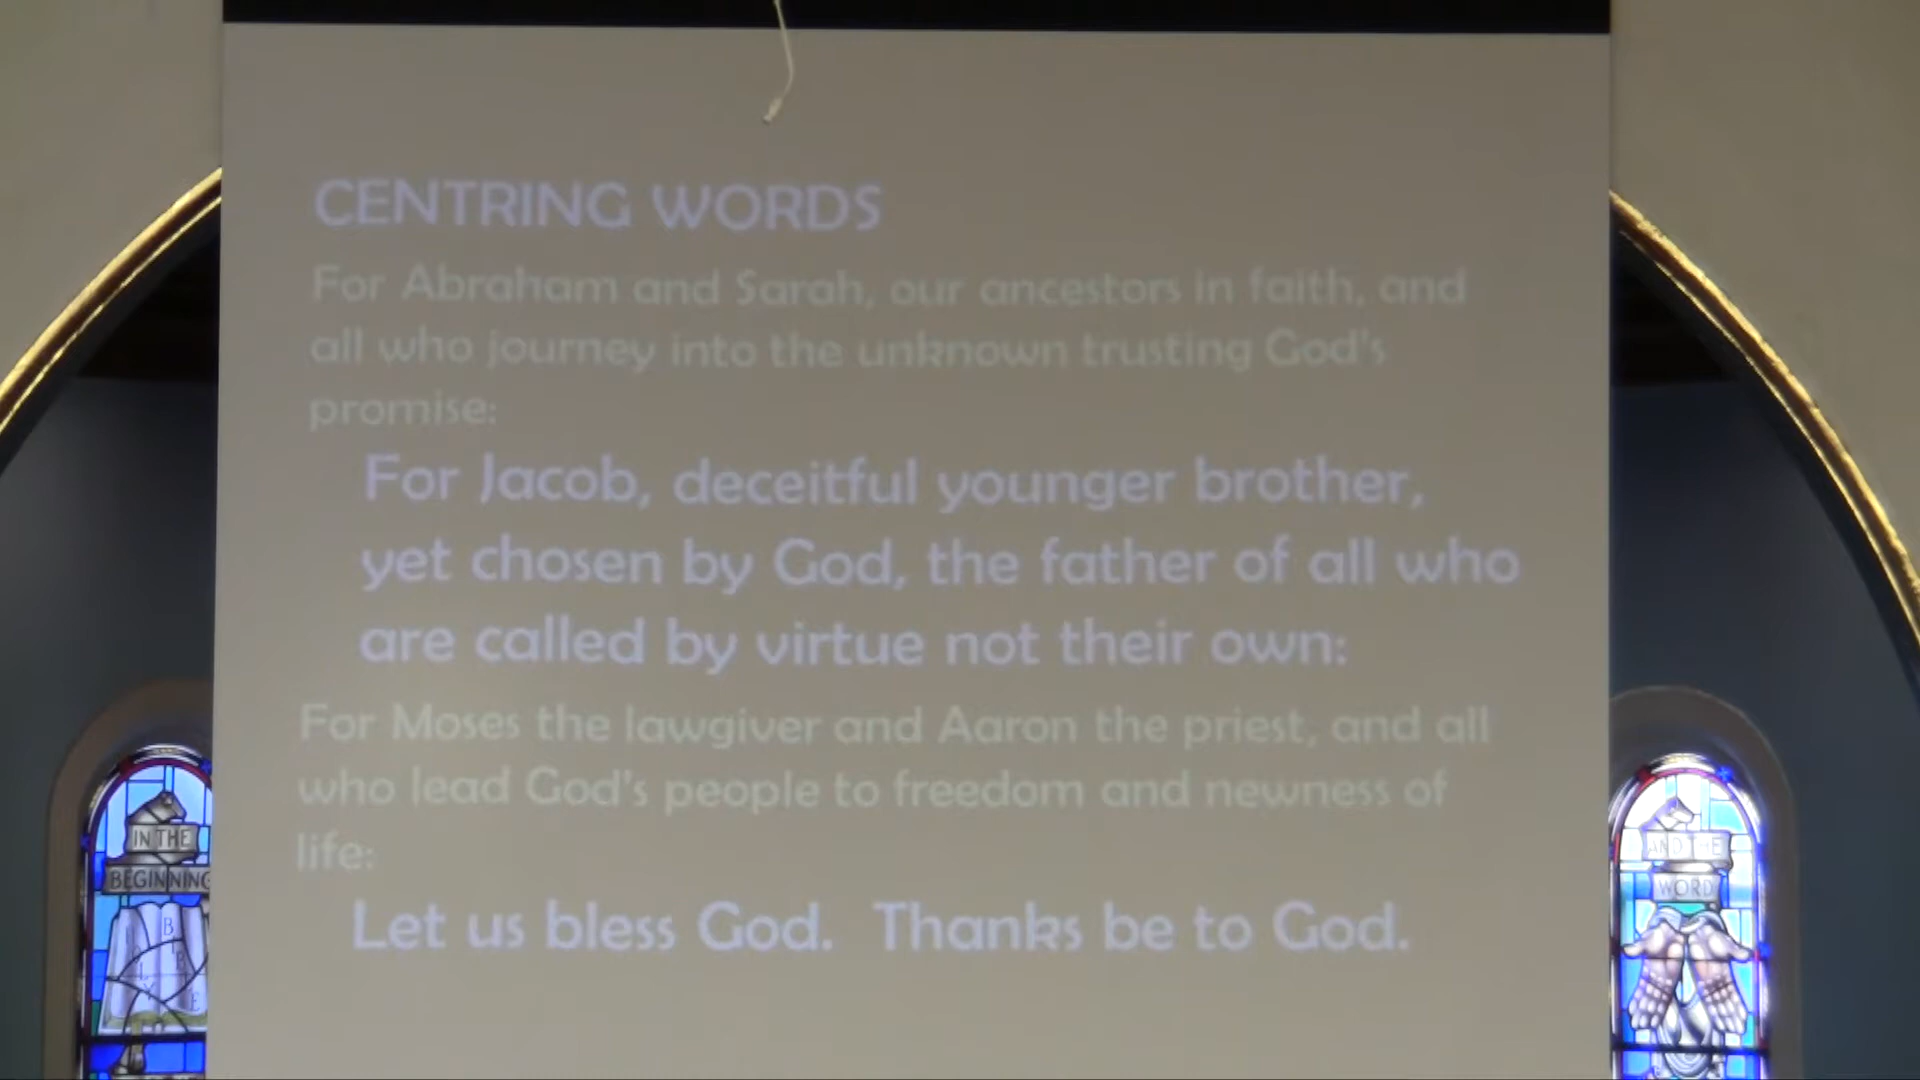 CENTRING WORDS
For Abraham and Sarah, our ancestors in faith, and
all who journey into the unknown trusting God's
promise:
For Jacob, deceitful younger brother,
yet chosen by God, the father of all who
are called by virtue not their own:
For Moses the lawgiver and Aaron the priest, and all
who lead God's people to freedom and newness of
life:
Let us bless God. Thanks be to God.
IN THE
BEGINNING
B
AND THE
WORD